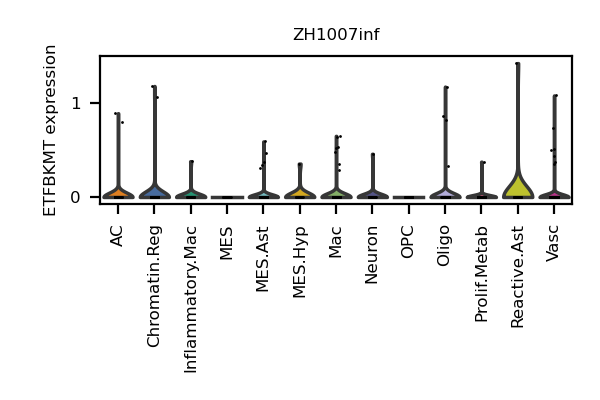 ZH1007inf
ETFBKMT expression
1
0
AC
Chromatin.Reg
Inflammatory.Mac
MES
MES.Ast
MES.Hyp
Mac
Neuron
OPC
Oligo
Prolif.Metab
Reactive.Ast
Vasc